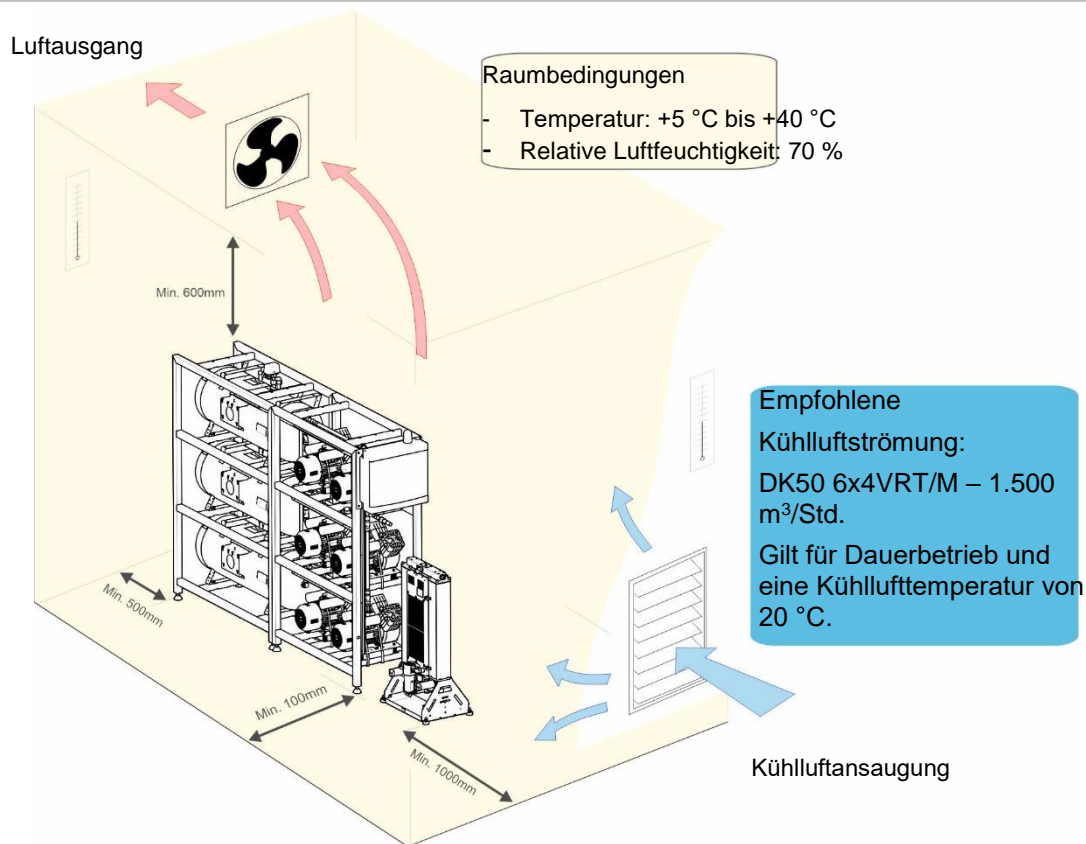 Luftausgang
Raumbedingungen
- Temperatur: +5 °C bis +40 °C
- Relative Luftfeuchtigkeit: 70 %
Min. 600mm
Empfohlene
Kühlluftströmung:
DK50 6x4VRT/M – 1.500
m³/Std.
Gilt für Dauerbetrieb und
eine Kühllufttemperatur von
20 °C.
Min. 500mm
Min. 100mm
Min. 1000mm
Kühlluftansaugung